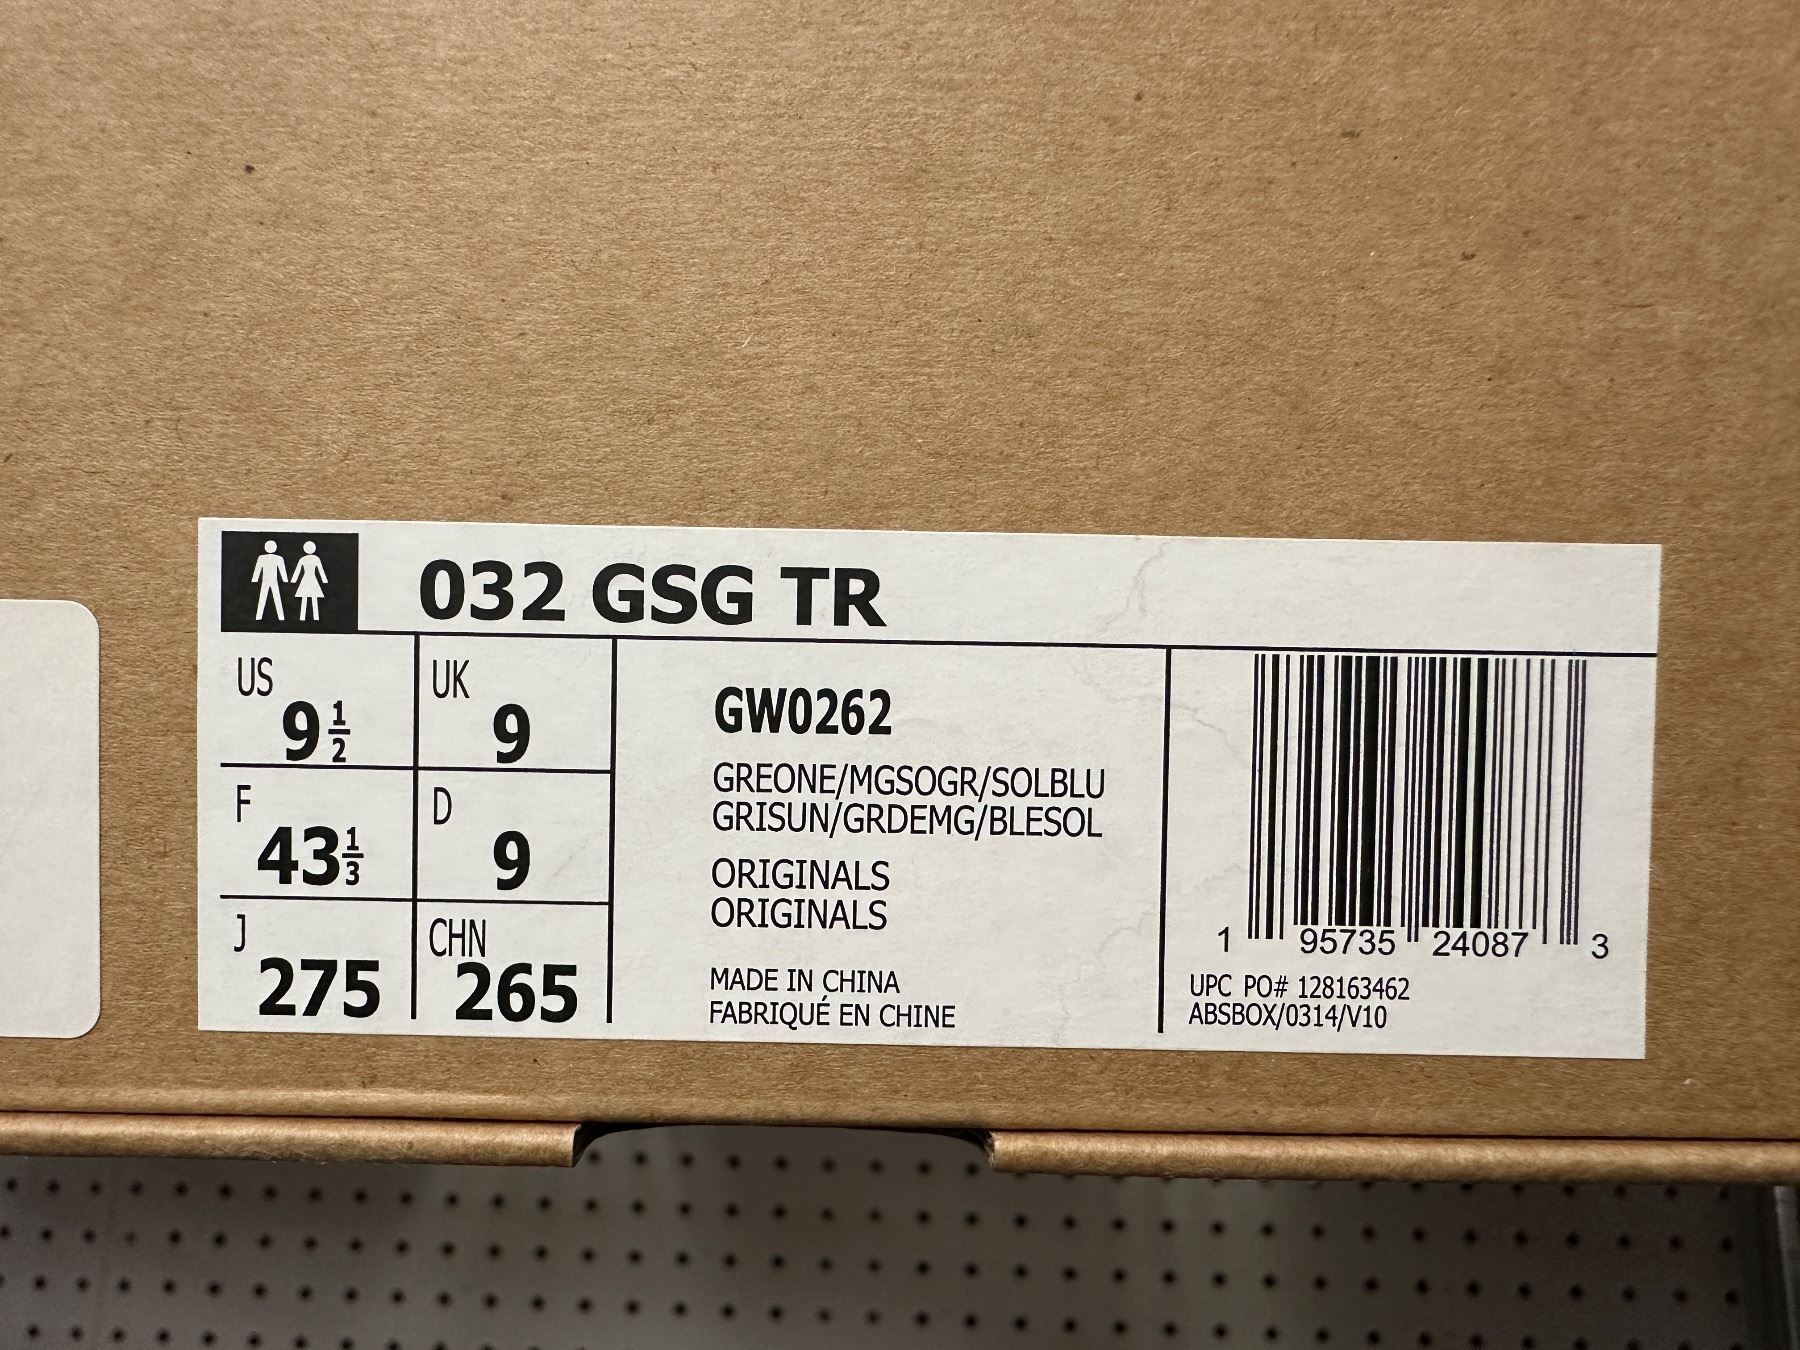 032 GSG TR
US 9 1/2
UK 9
F 43 1/3
D 9
J 275
CHN 265
GW0262
GREONE/MGSOGR/SOLBLU
GRISUN/GRDEMG/BLESOL
ORIGINALS
ORIGINALS
MADE IN CHINA
FABRIQUÉ EN CHINE
1 95735 24087 3
UPC PO# 128163462
ABSBOX/0314/V10